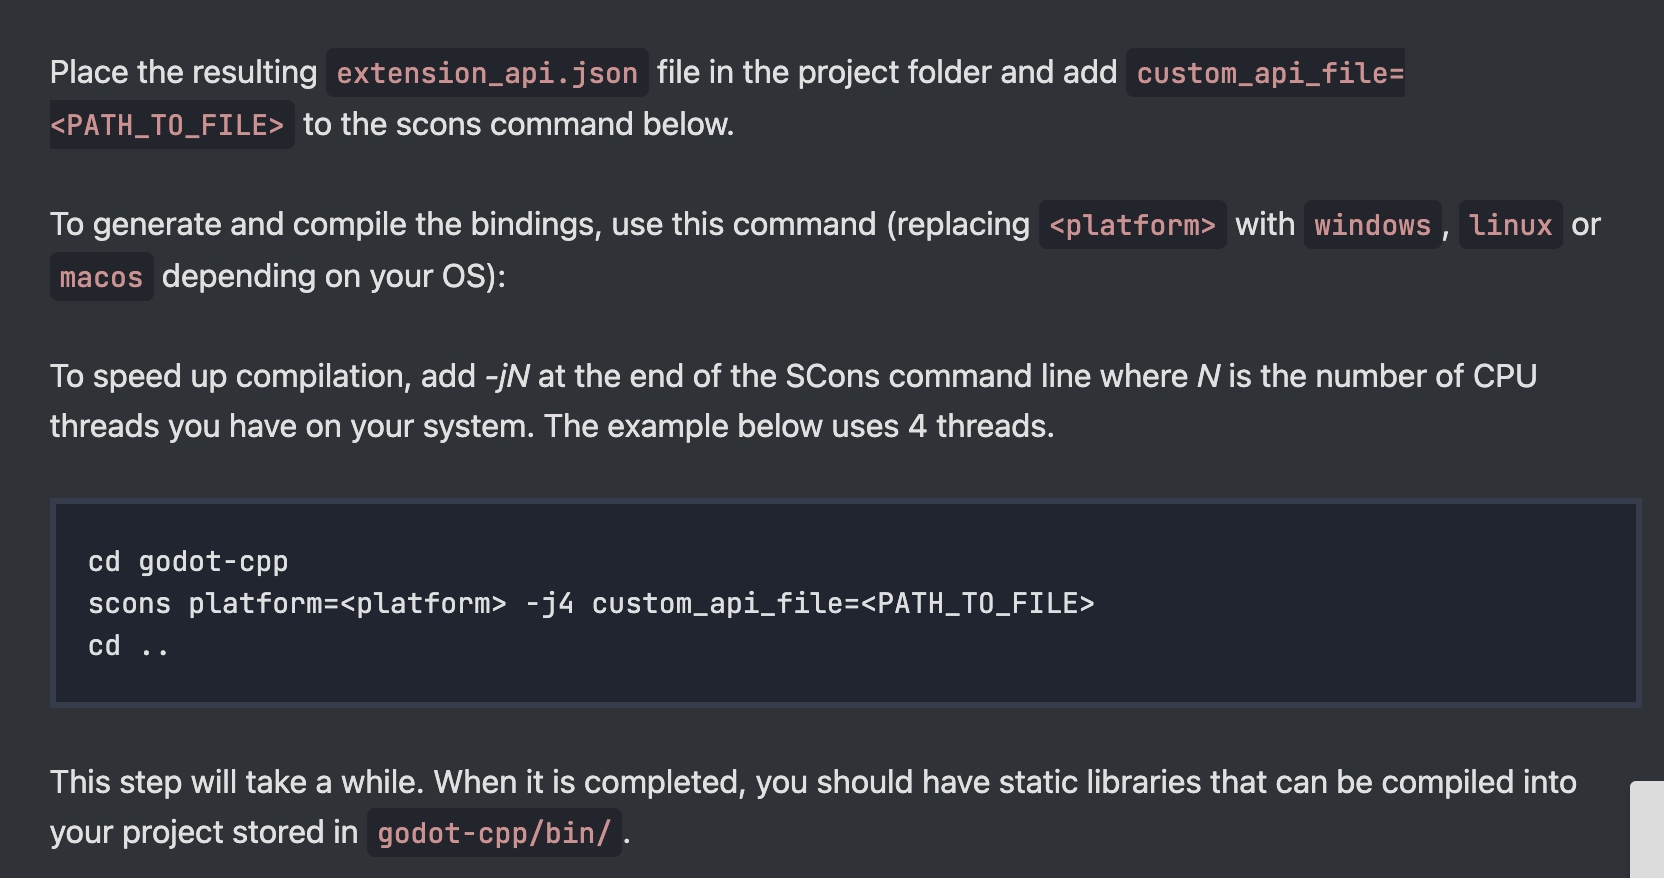 Place the resulting extension_api.json file in the project folder and add custom_api_file=
<PATH_TO_FILE> to the scons command below.
To generate and compile the bindings, use this command (replacing <platform> with windows, linux or
macos depending on your OS):
To speed up compilation, add -jN at the end of the SCons command line where N is the number of CPU
threads you have on your system. The example below uses 4 threads.
cd godot-cpp
scons platform=<platform> -j4 custom_api_file=<PATH_TO_FILE>
cd ..
This step will take a while. When it is completed, you should have static libraries that can be compiled into
your project stored in godot-cpp/bin/.